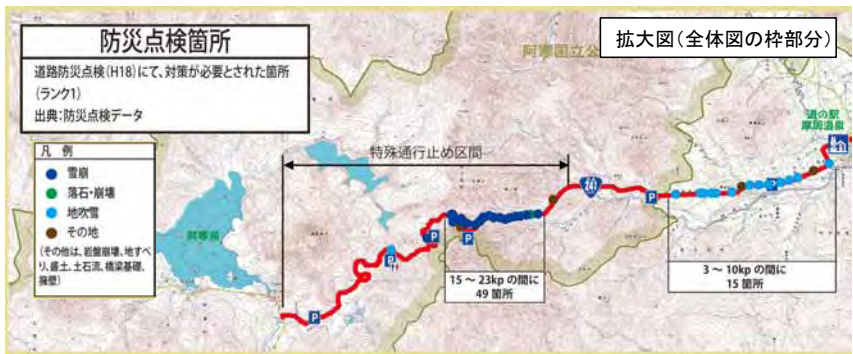 防災点検箇所
道路防災点検(H18)にて、対策が必要とされた箇所
(ランク1)
出典:防災点検データ
拡大図(全体図の枠部分)
阿寒国立公
道の駅
摩周温泉
凡 例
雪崩
落石・崩壊
地吹雪
その他
(その他は、岩盤崩壊、地すべ
り、盛土、土石流、橋梁基礎、
擁壁)
特殊通行止め区間
241
阿寒湖
P
P
P
P
P
P
15 ~ 23kp の間に
49 箇所
3 ~ 10kp の間に
15 箇所